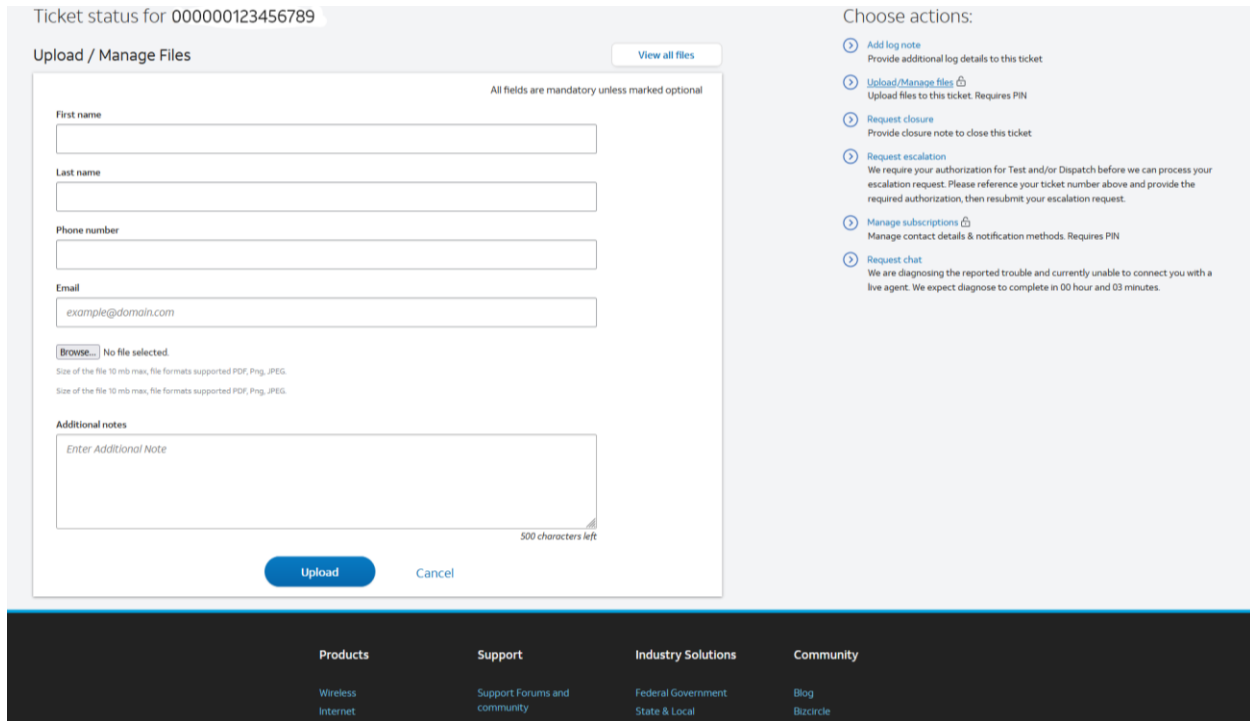 Ticket status for 000000123456789
Upload / Manage Files
View all files
All fields are mandatory unless marked optional
First name
Last name
Phone number
Email
example@domain.com
Browse... No file selected.
Size of the file 10 mb max, file formats supported PDF, Png, JPEG.
Size of the file 10 mb max, file formats supported PDF, Png, JPEG.
Additional notes
Enter Additional Note
500 characters left
Upload
Cancel
Choose actions:
Add log note
Provide additional log details to this ticket
Upload/Manage files
Upload files to this ticket. Requires PIN
Request closure
Provide closure note to close this ticket
Request escalation
We require your authorization for Test and/or Dispatch before we can process your
escalation request. Please reference your ticket number above and provide the
required authorization, then resubmit your escalation request.
Manage subscriptions
Manage contact details & notification methods. Requires PIN
Request chat
We are diagnosing the reported trouble and currently unable to connect you with a
live agent. We expect diagnose to complete in 00 hour and 03 minutes.
Products
Wireless
Internet
Support
Support Forums and
community
Industry Solutions
Federal Government
State & Local
Community
Blog
Bizcircle